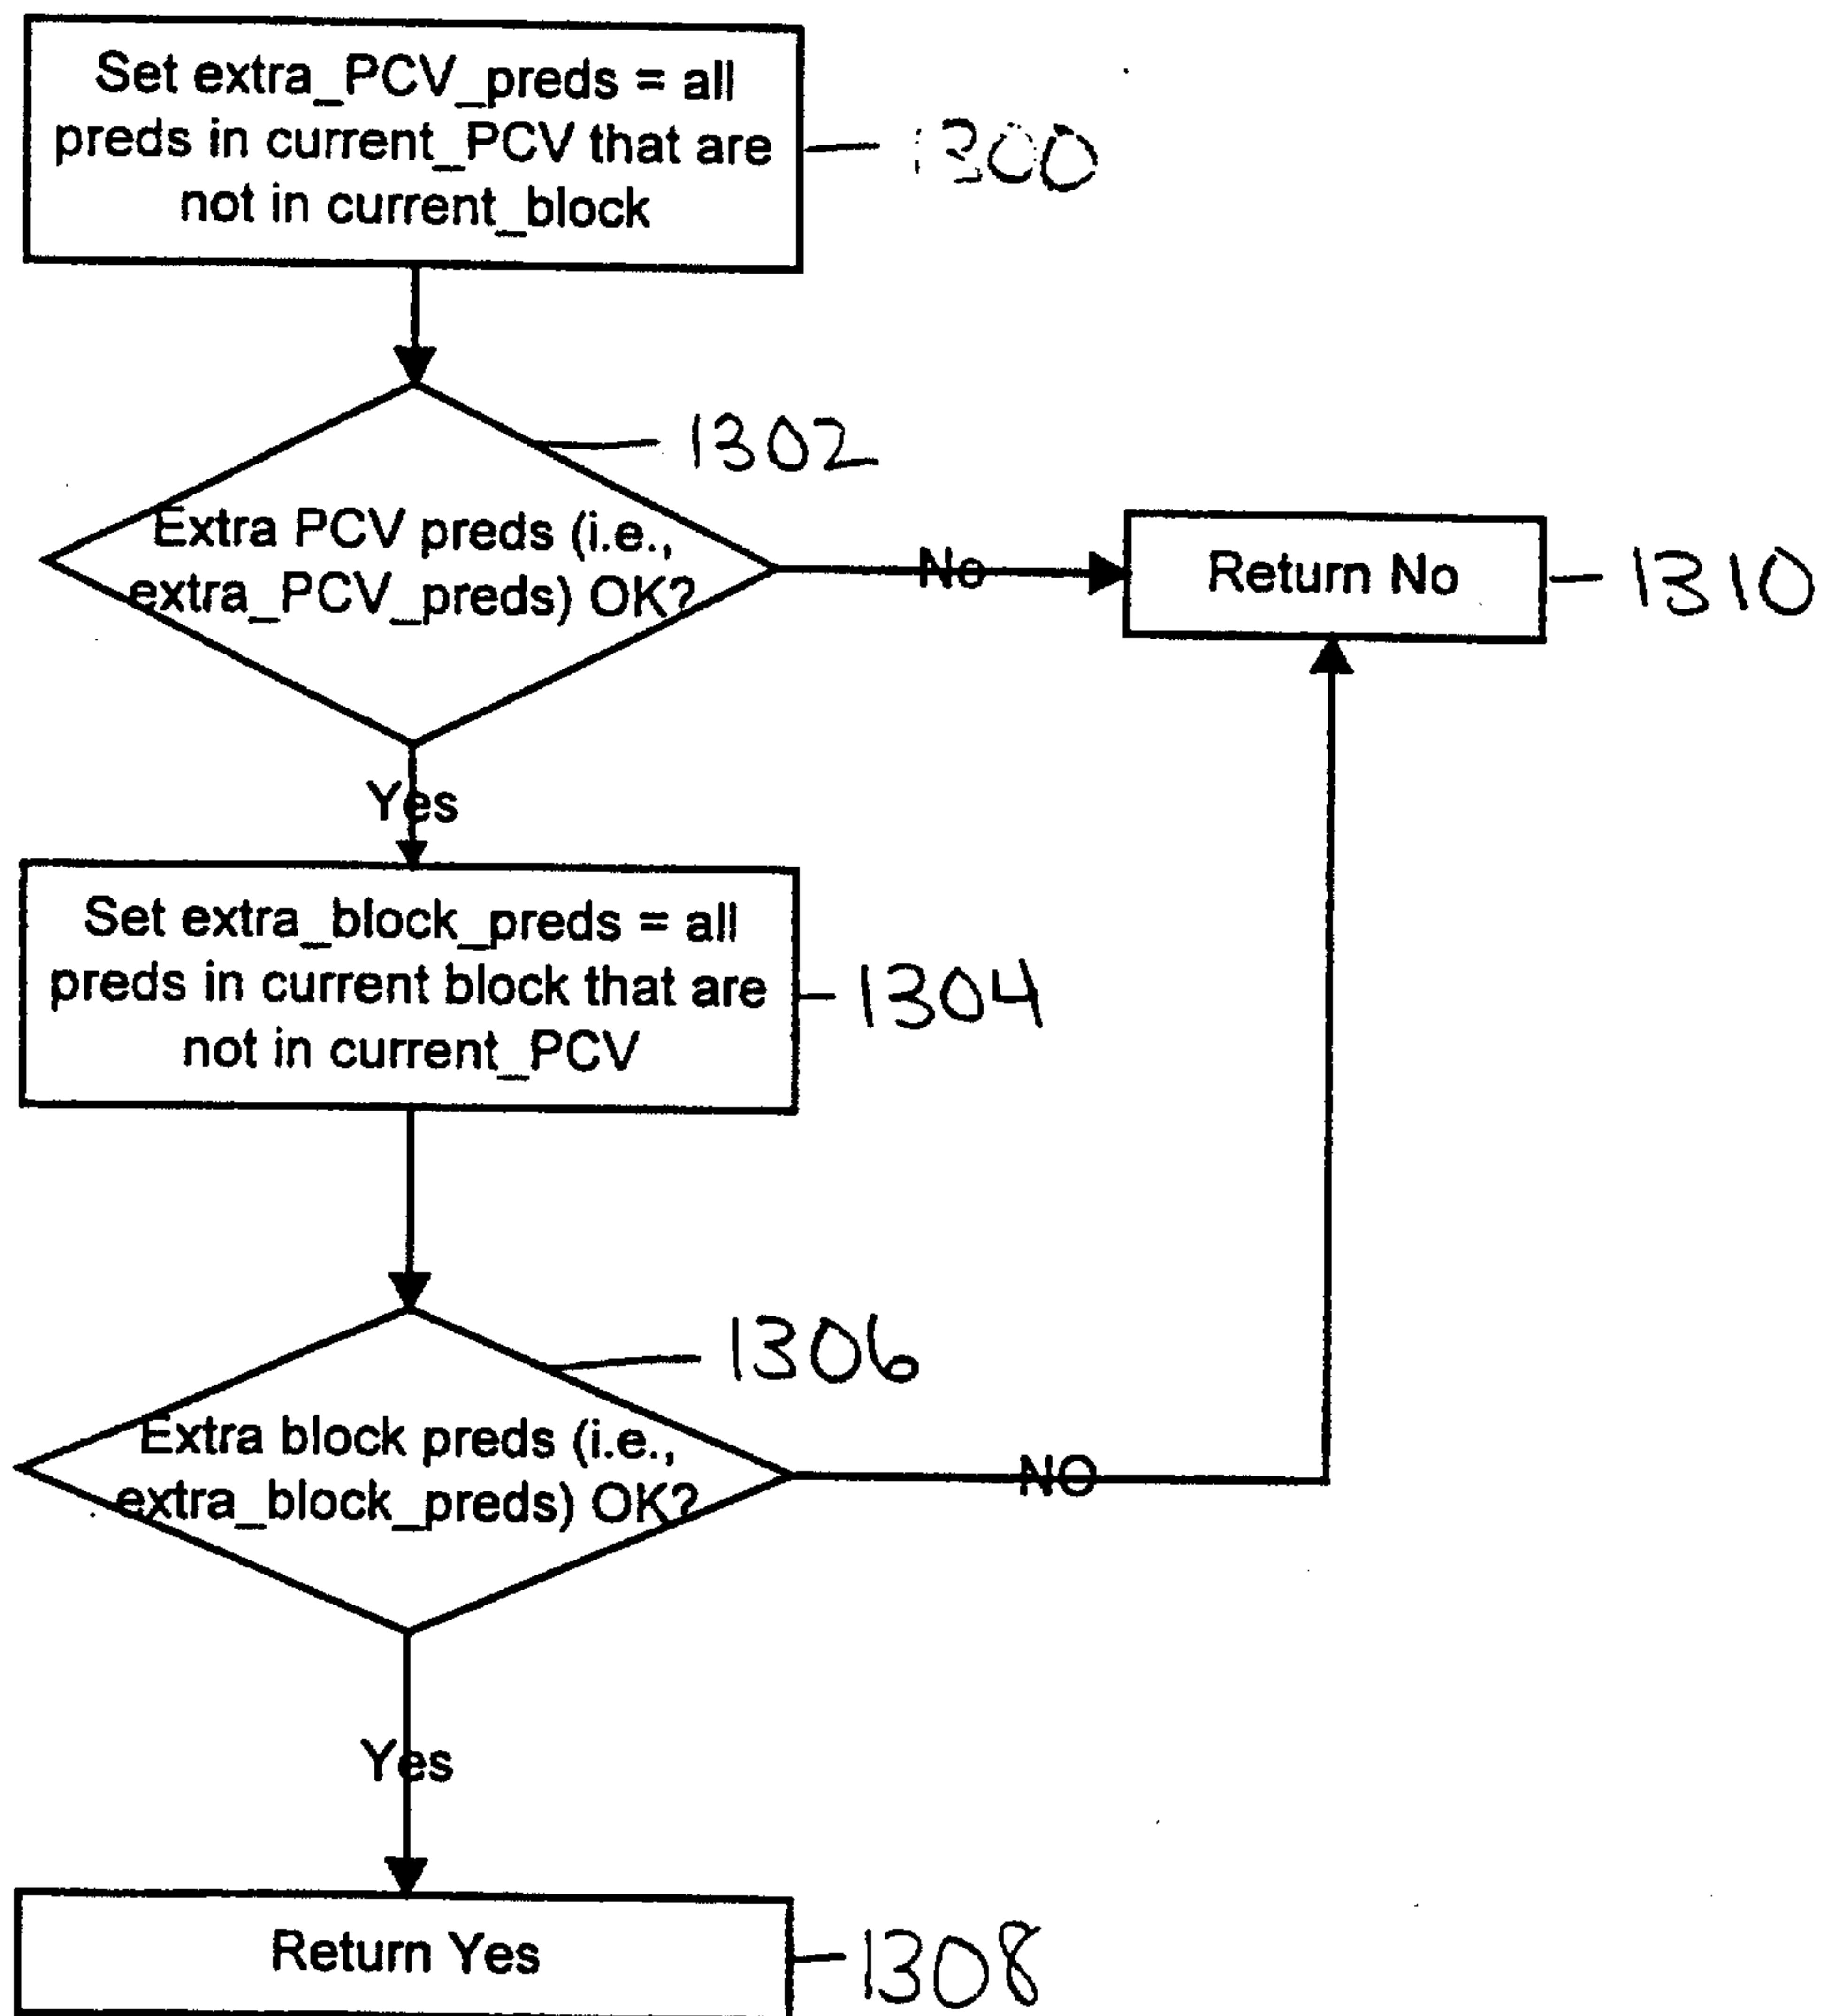 Set extra_PCV_preds = all
preds in current_PCV that are
not in current_block
1300
1302
Extra PCV preds (i.e.,
extra_PCV_preds) OK?
No
Return No
1310
Yes
Set extra_block_preds = all
preds in current block that are
not in current_PCV
1304
1306
Extra block preds (i.e.,
extra_block_preds) OK?
NO
Yes
Return Yes
1308